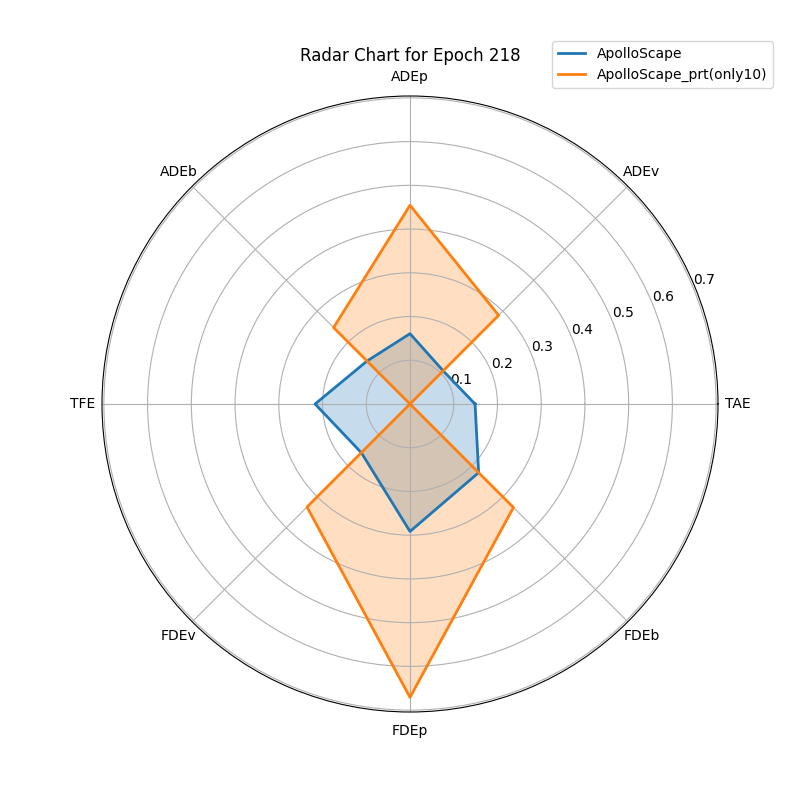 Radar Chart for Epoch 218
ApolloScape
ApolloScape_prt(only10)
ADEp
ADEb
ADEv
0.7
0.6
0.5
0.4
0.3
0.2
0.1
TFE
TAE
FDEv
FDEb
FDEp